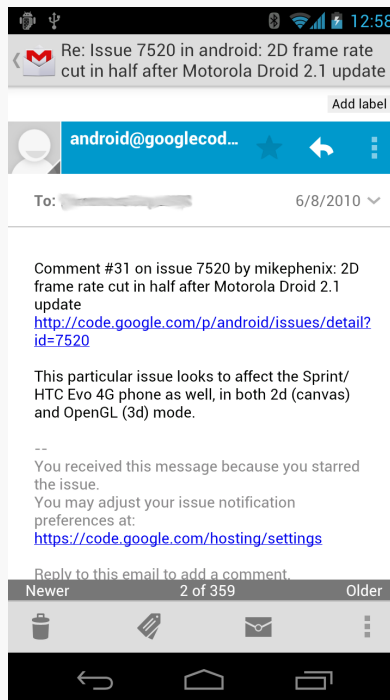 12:58
Re: Issue 7520 in android: 2D frame rate
cut in half after Motorola Droid 2.1 update
Add label
android@googlecod...
To:
6/8/2010
Comment #31 on issue 7520 by mikephenix: 2D
frame rate cut in half after Motorola Droid 2.1
update
http://code.google.com/p/android/issues/detail?
id=7520
This particular issue looks to affect the Sprint/
HTC Evo 4G phone as well, in both 2d (canvas)
and OpenGL (3d) mode.
--
You received this message because you starred
the issue.
You may adjust your issue notification
preferences at:
https://code.google.com/hosting/settings
Reply to this email to add a comment.
Newer 2 of 359 Older